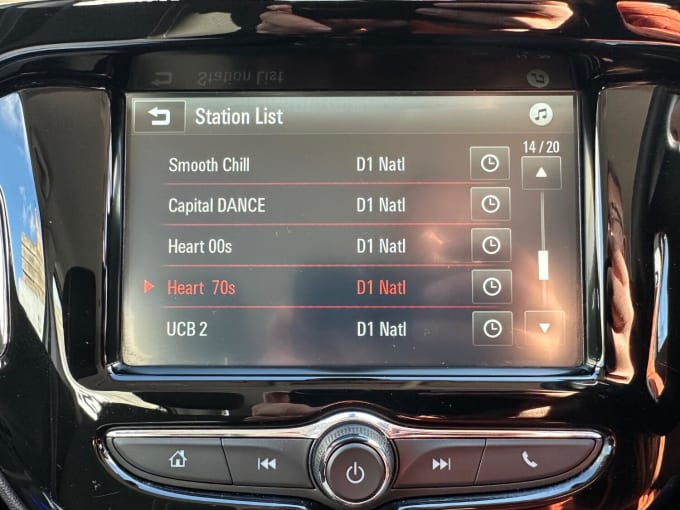 Station List
14 / 20
Smooth Chill D1 Natl
Capital DANCE D1 Natl
Heart 00s D1 Natl
Heart 70s D1 Natl
UCB 2 D1 Natl